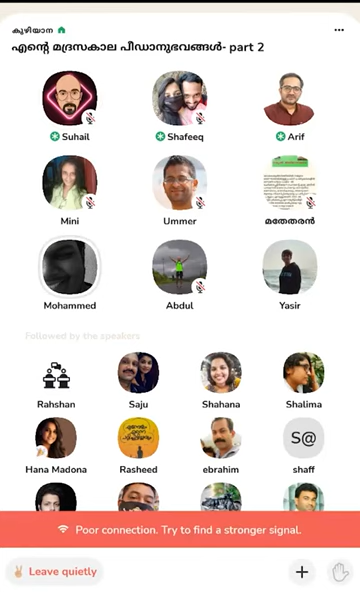 കുഴിയാന
എന്റെ മദ്രസകാല പീഡാനുഭവങ്ങൾ- part 2
Suhail
Shafeeq
Arif
Mini
Ummer
മതേതരൻ
Mohammed
Abdul
Yasir
Followed by the speakers
Rahshan
Saju
Shahana
Shalima
S@
Hana Madona
Rasheed
ebrahim
shaff
Poor connection. Try to find a stronger signal.
Leave quietly